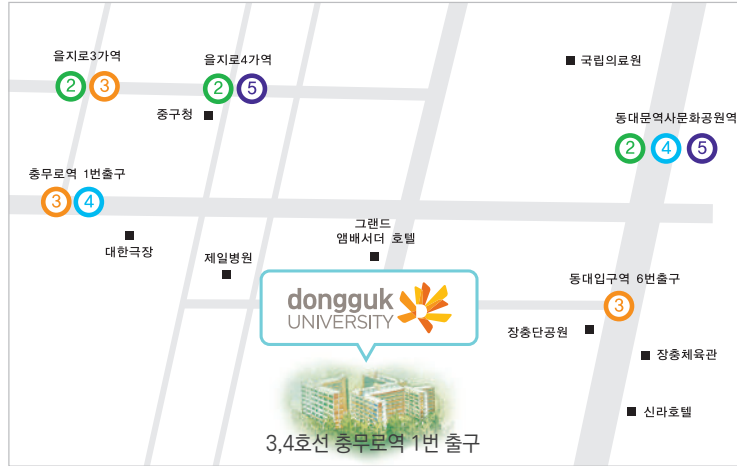 을지로3가역
2 3
을지로4가역
2 5
중구청
국립의료원
동대문역사문화공원역
2 4 5
충무로역 1번출구
3 4
대한극장
제일병원
그랜드
앰배서더 호텔
dongguk
UNIVERSITY
동대입구역 6번출구
3
장충단공원
장충체육관
신라호텔
3,4호선 충무로역 1번 출구